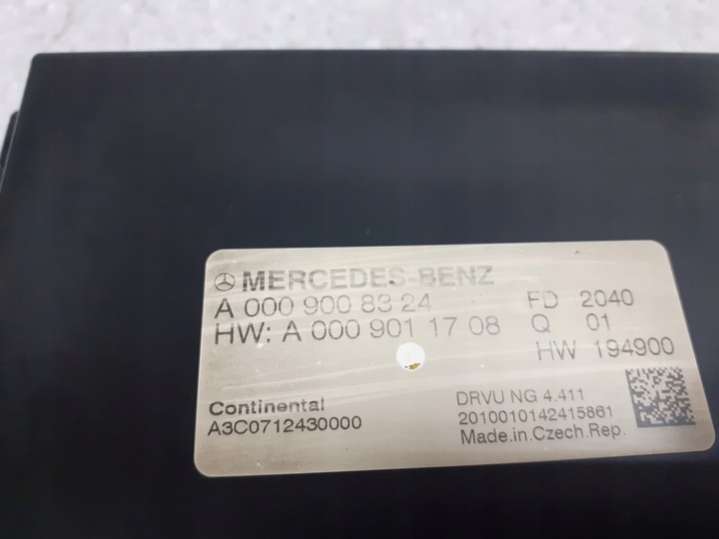 MERCEDES-BENZ
A 000 900 83 24
HW: A 000 901 17 08
FD 2040
Q 01
HW 194900
Continental
A3C0712430000
DRVU NG 4.411
2010010142415861
Made.in.Czech.Rep.